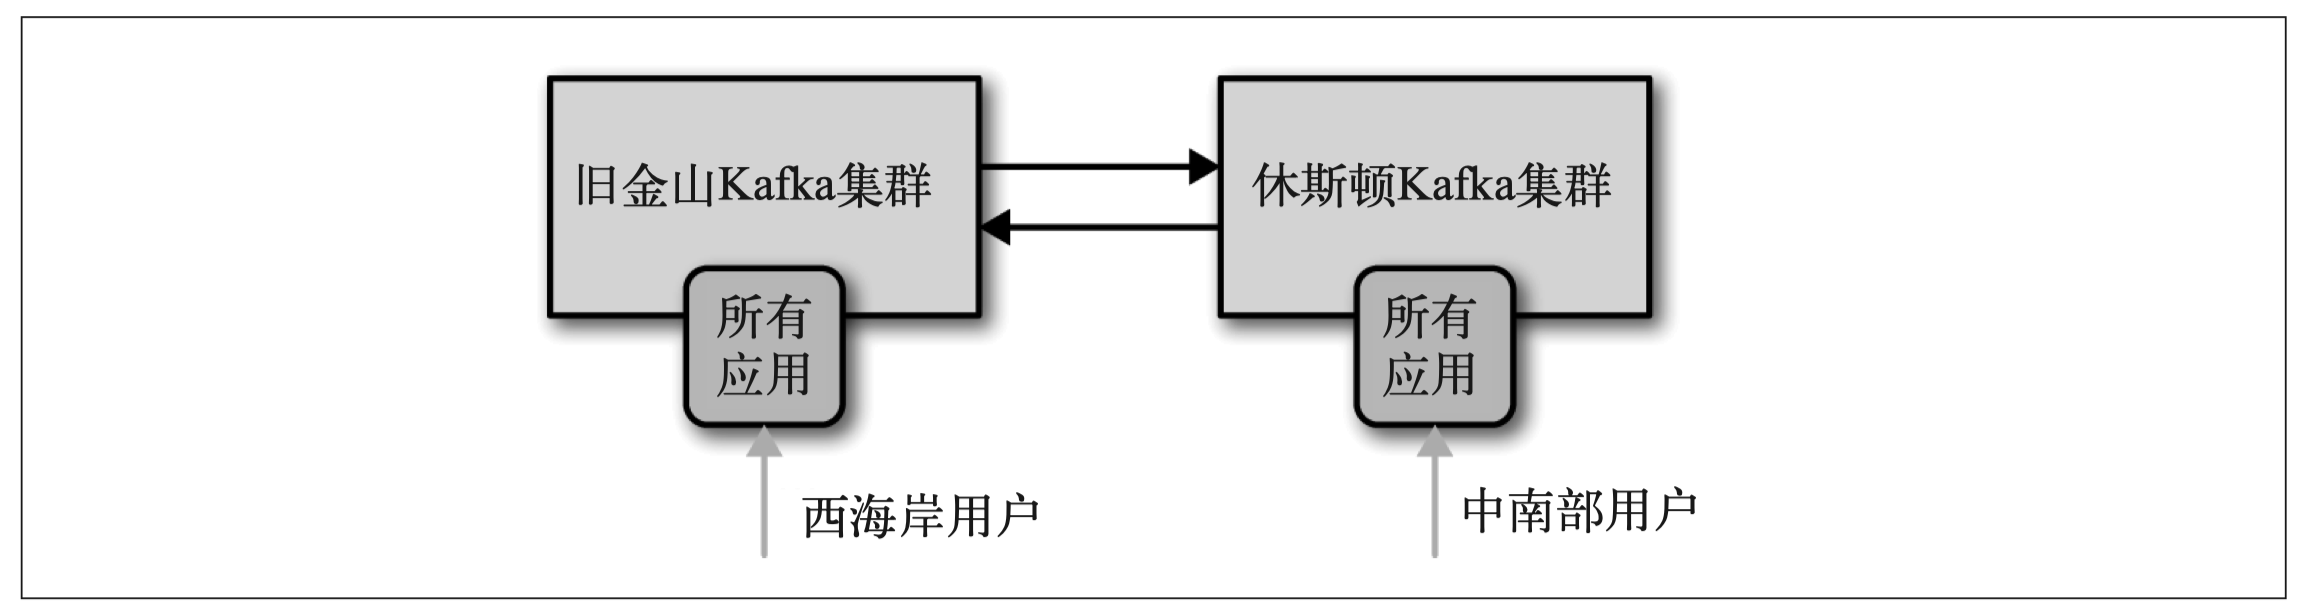 旧金山Kafka集群
休斯顿Kafka集群
所有
应用
所有
应用
西海岸用户
中南部用户